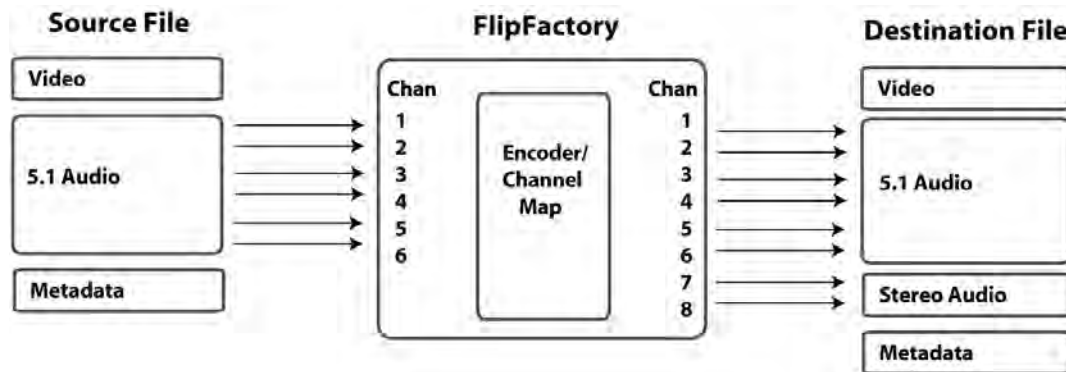 Source File
Video
5.1 Audio
Metadata
FlipFactory
Chan
1
2
3
4
5
6
Encoder/
Channel
Map
Chan
1
2
3
4
5
6
7
8
Destination File
Video
5.1 Audio
Stereo Audio
Metadata